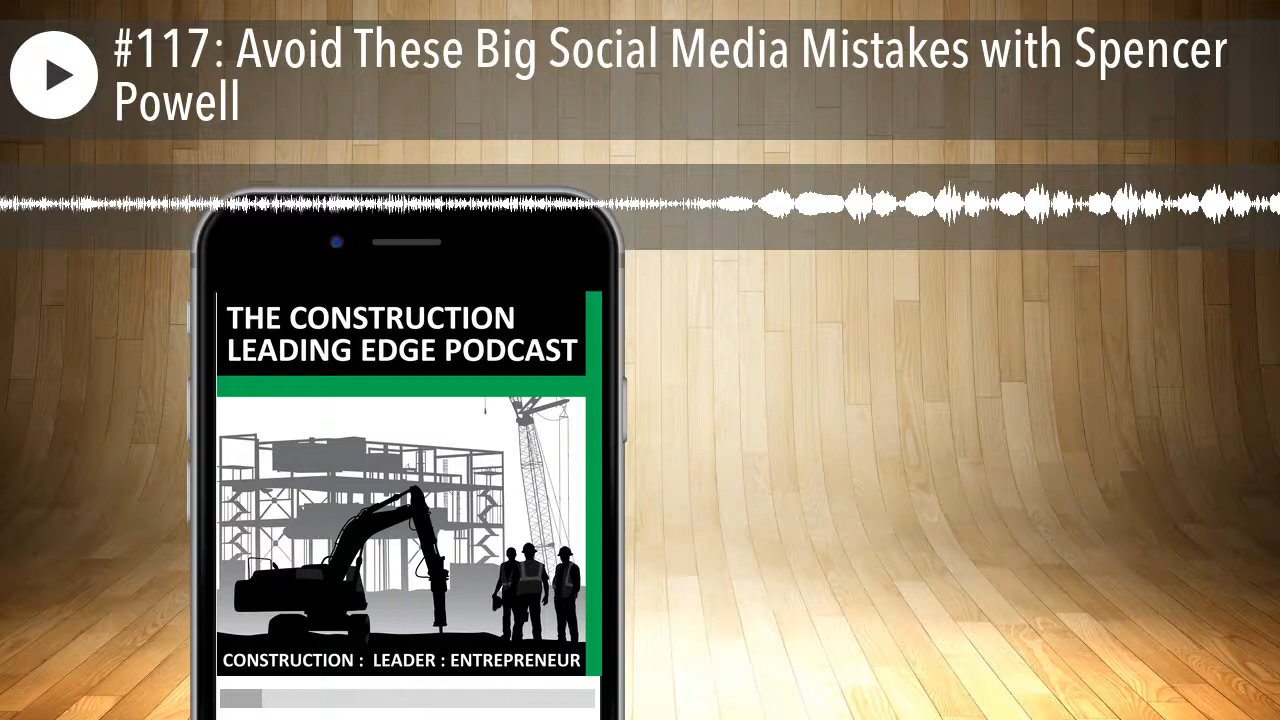 #117: Avoid These Big Social Media Mistakes with Spencer
Powell
THE CONSTRUCTION
LEADING EDGE PODCAST
CONSTRUCTION : LEADER : ENTREPRENEUR